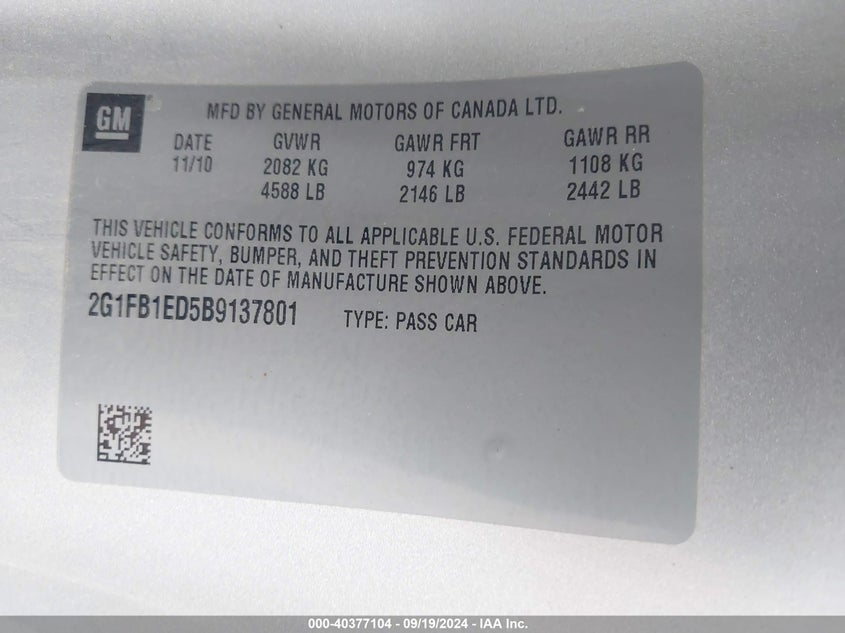 GM
MFD BY GENERAL MOTORS OF CANADA LTD.
DATE GVWR GAWR FRT GAWR RR
11/10 2082 KG 974 KG 1108 KG
4588 LB 2146 LB 2442 LB
THIS VEHICLE CONFORMS TO ALL APPLICABLE U.S. FEDERAL MOTOR
VEHICLE SAFETY, BUMPER, AND THEFT PREVENTION STANDARDS IN
EFFECT ON THE DATE OF MANUFACTURE SHOWN ABOVE.
2G1FB1ED5B9137801 TYPE: PASS CAR
000-40377104 - 09/19/2024 - IAA Inc.